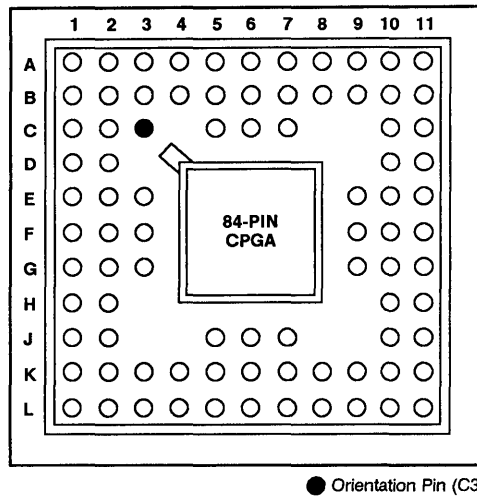 1 2 3 4 5 6 7 8 9 10 11
A
B
C
D
E
F
G
H
J
K
L
84-PIN
CPGA
Orientation Pin (C3